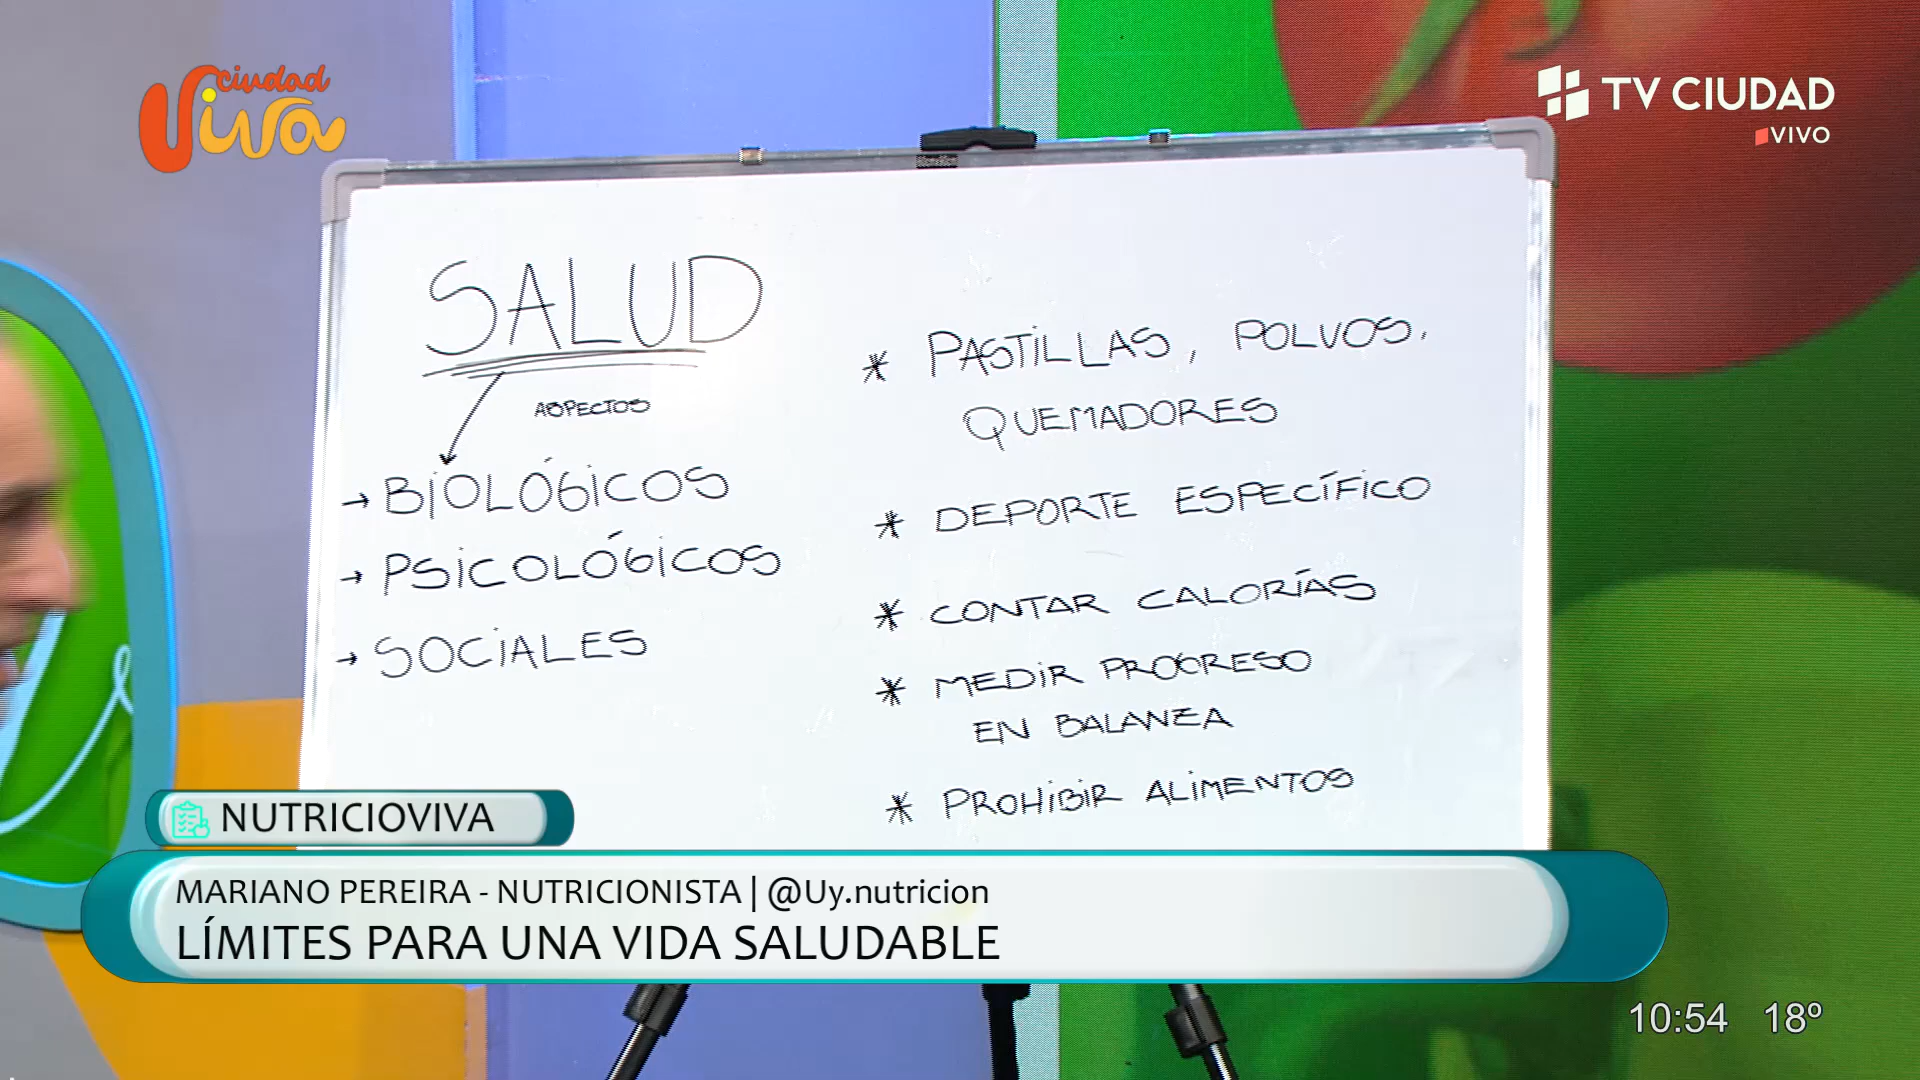 ciudad
Viva
TV CIUDAD
VIVO
SALUD
ASPECTOS
→ BIOLÓGICOS
→ PSICOLÓGICOS
→ SOCIALES
* PASTILLAS, POLVOS,
QUEMADORES
* DEPORTE ESPECÍFICO
* CONTAR CALORÍAS
* MEDIR PROGRESO
EN BALANZA
* PROHIBIR ALIMENTOS
NUTRICIOVIVA
MARIANO PEREIRA - NUTRICIONISTA | @Uy.nutricion
LÍMITES PARA UNA VIDA SALUDABLE
10:54 18º